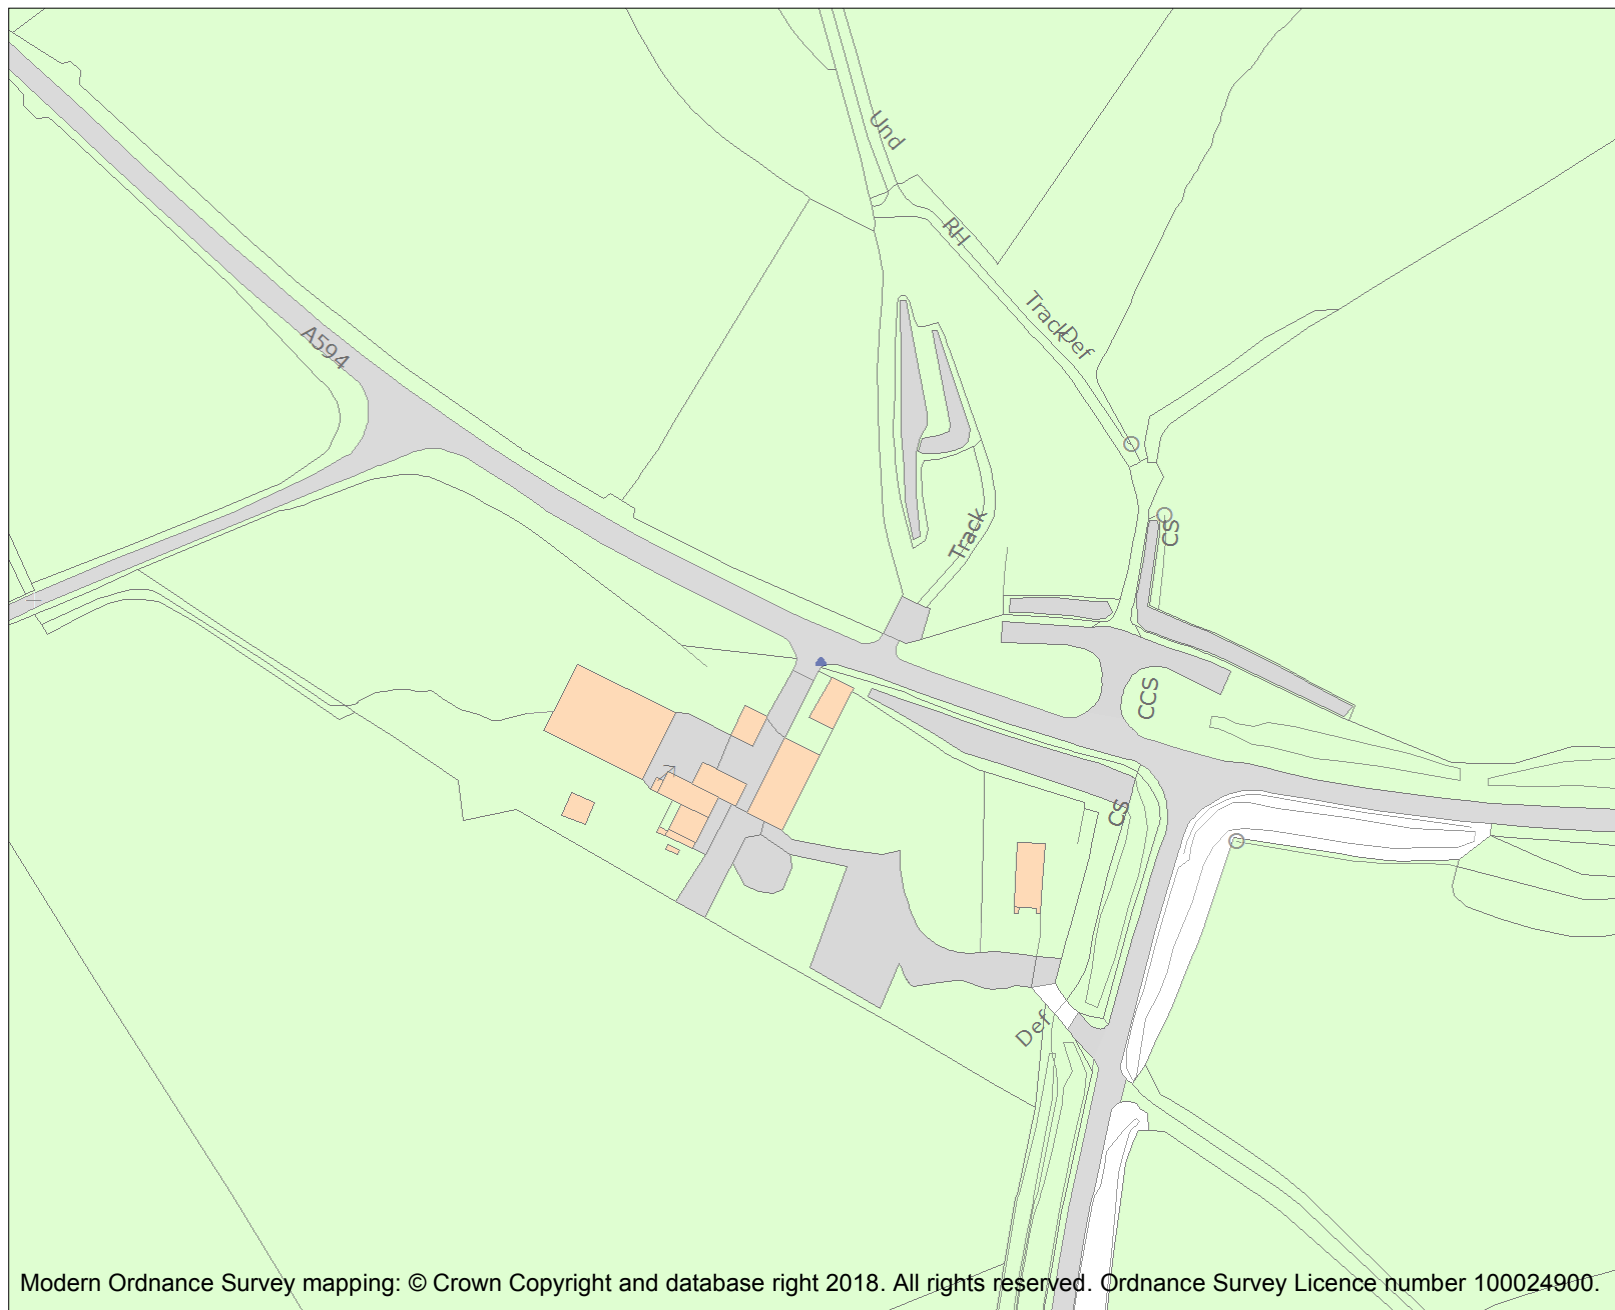 Und
RH
Track
Def
A594
Track
CS
CCS
CS
Def
Modern Ordnance Survey mapping: © Crown Copyright and database right 2018. All rights reserved. Ordnance Survey Licence number 100024900.